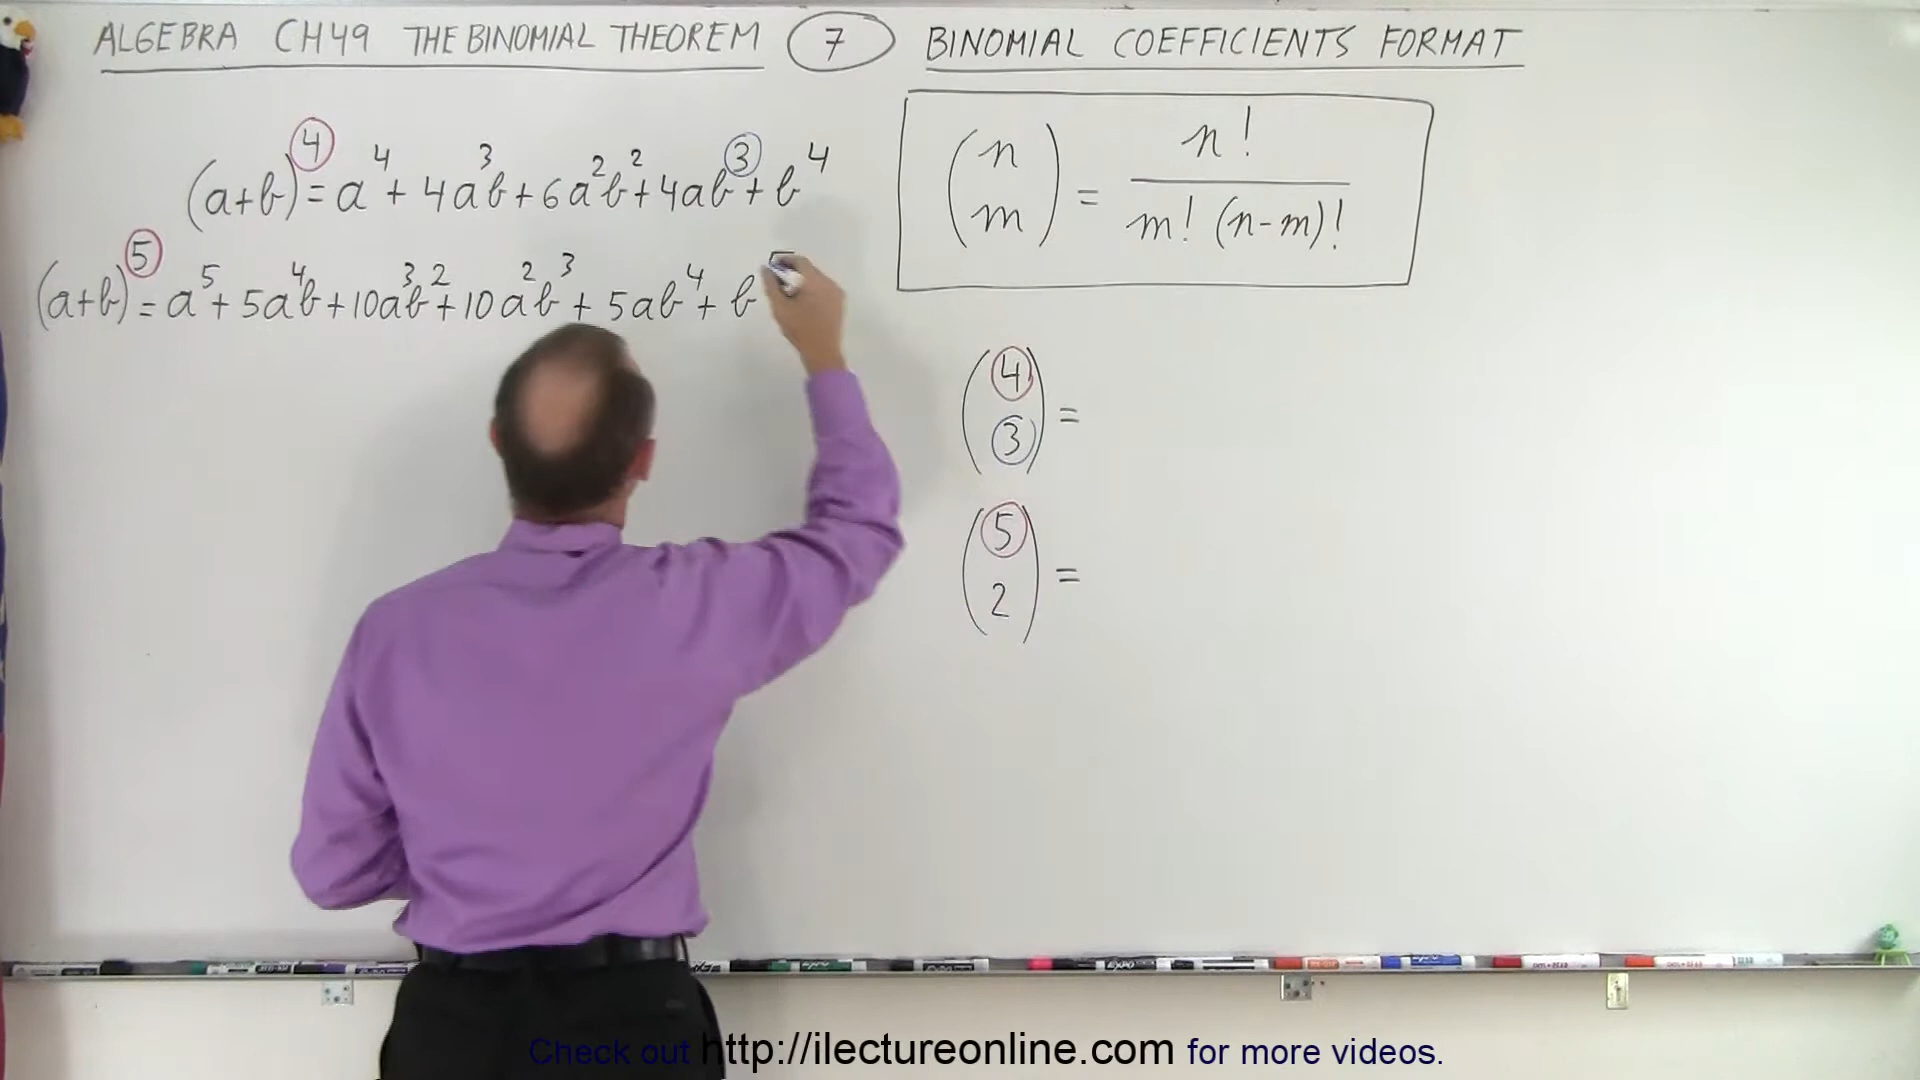 ALGEBRA CH49 THE BINOMIAL THEOREM 7 BINOMIAL COEFFICIENTS FORMAT
(a+b)⁴ = a⁴ + 4a³b + 6a²b² + 4ab³ + b⁴
(a+b)⁵ = a⁵ + 5a⁴b + 10a³b² + 10a²b³ + 5ab⁴ + b⁵
(n m) = n! / m! (n-m)!
(4 3) =
(5 2) =
Check out http://ilectureonline.com for more videos.